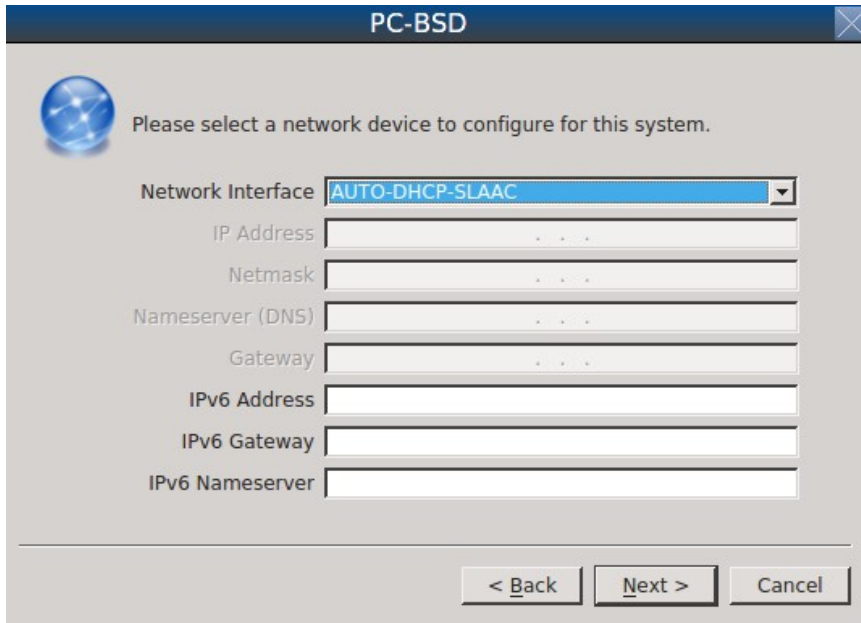 PC-BSD
Please select a network device to configure for this system.
Network Interface AUTO-DHCP-SLAAC
IP Address . . .
Netmask . . .
Nameserver (DNS) . . .
Gateway . . .
IPv6 Address
IPv6 Gateway
IPv6 Nameserver
< Back Next > Cancel